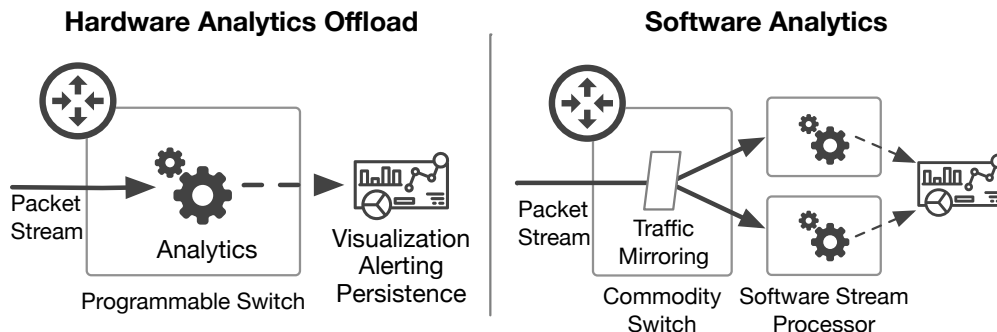 Hardware Analytics Offload
Packet
Stream
Analytics
Visualization
Alerting
Persistence
Programmable Switch
Software Analytics
Packet
Stream
Traffic
Mirroring
Commodity
Switch
Software Stream
Processor